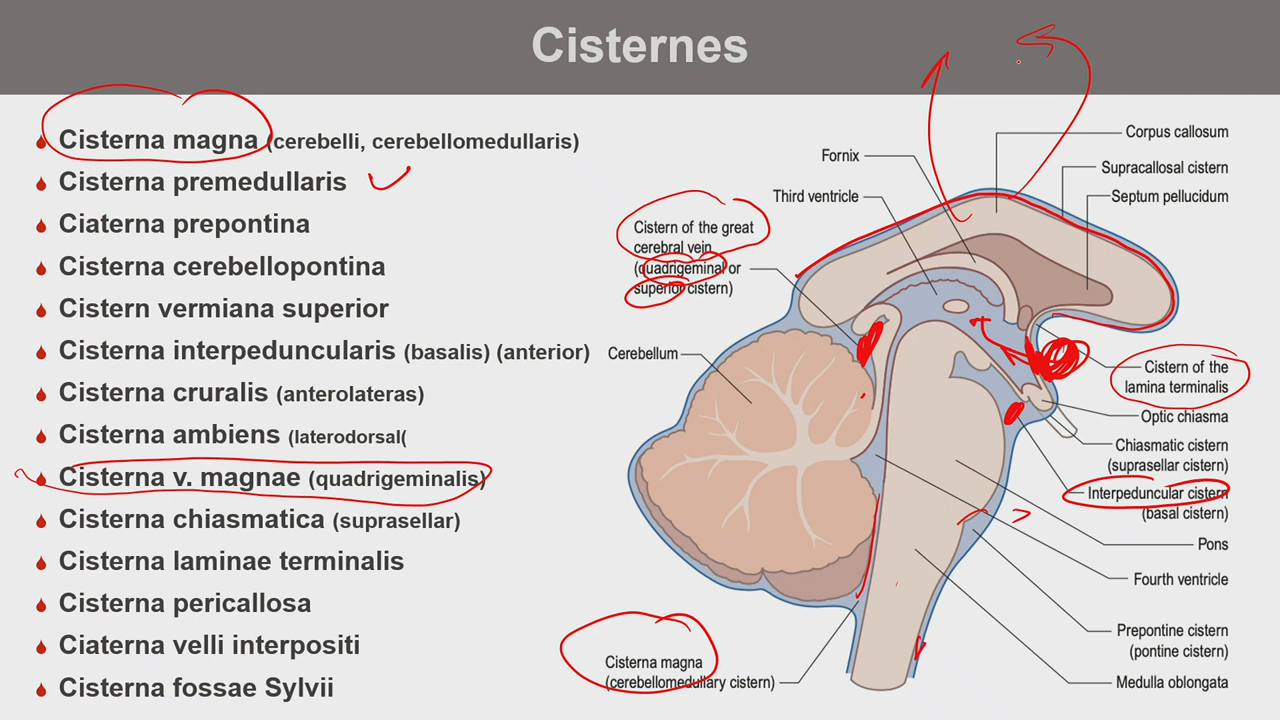 Cisternes
Cisterna magna (cerebelli, cerebellomedullaris)
Cisterna premedullaris
Ciaterna prepontina
Cisterna cerebellopontina
Cistern vermiana superior
Cisterna interpeduncularis (basalis) (anterior)
Cisterna cruralis (anterolateras)
Cisterna ambiens (laterodorsal(
Cisterna v. magnae (quadrigeminalis)
Cisterna chiasmatica (suprasellar)
Cisterna laminae terminalis
Cisterna pericallosa
Ciaterna velli interpositi
Cisterna fossae Sylvii
Fornix
Third ventricle
Cistern of the great
cerebral vein
(quadrigeminal or
superior cistern)
Cerebellum
Cisterna magna
(cerebellomedullary cistern)
Corpus callosum
Supracallosal cistern
Septum pellucidum
Cistern of the
lamina terminalis
Optic chiasma
Chiasmatic cistern
(suprasellar cistern)
Interpeduncular cistern
(basal cistern)
Pons
Fourth ventricle
Prepontine cistern
(pontine cistern)
Medulla oblongata